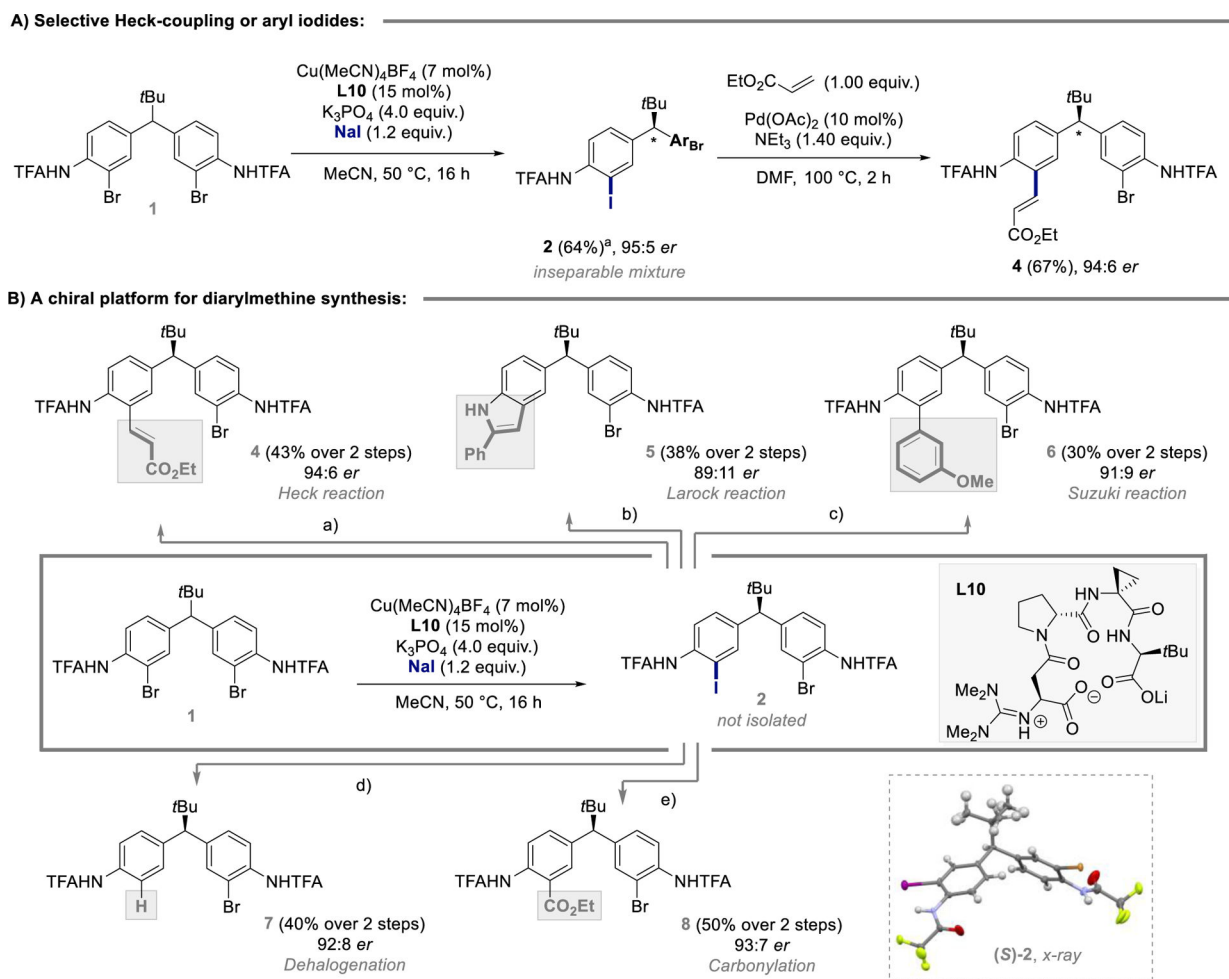 A) Selective Heck-coupling or aryl iodides:
tBu
TFAHN
Br
Br
NHTFA
1
Cu(MeCN)4BF4 (7 mol%)
L10 (15 mol%)
K3PO4 (4.0 equiv.)
NaI (1.2 equiv.)
MeCN, 50 °C, 16 h
tBu
*
ArBr
TFAHN
I
2 (64%)a, 95:5 er
inseparable mixture
EtO2C (1.00 equiv.)
Pd(OAc)2 (10 mol%)
NEt3 (1.40 equiv.)
DMF, 100 °C, 2 h
tBu
*
TFAHN
Br
NHTFA
CO2Et
4 (67%), 94:6 er
B) A chiral platform for diarylmethine synthesis:
tBu
TFAHN
NHTFA
Br
CO2Et
4 (43% over 2 steps)
94:6 er
Heck reaction
tBu
HN
Ph
NHTFA
Br
5 (38% over 2 steps)
89:11 er
Larock reaction
tBu
TFAHN
NHTFA
Br
OMe
6 (30% over 2 steps)
91:9 er
Suzuki reaction
a)
b)
c)
tBu
TFAHN
Br
Br
NHTFA
1
Cu(MeCN)4BF4 (7 mol%)
L10 (15 mol%)
K3PO4 (4.0 equiv.)
NaI (1.2 equiv.)
MeCN, 50 °C, 16 h
tBu
TFAHN
I
Br
NHTFA
2
not isolated
L10
NH
O
O
N
HN
tBu
O
O
OLi
Me2N
Me2N
N
H
⊕
O
⊖
O
d)
e)
tBu
TFAHN
H
Br
NHTFA
7 (40% over 2 steps)
92:8 er
Dehalogenation
tBu
TFAHN
CO2Et
Br
NHTFA
8 (50% over 2 steps)
93:7 er
Carbonylation
(S)-2, x-ray